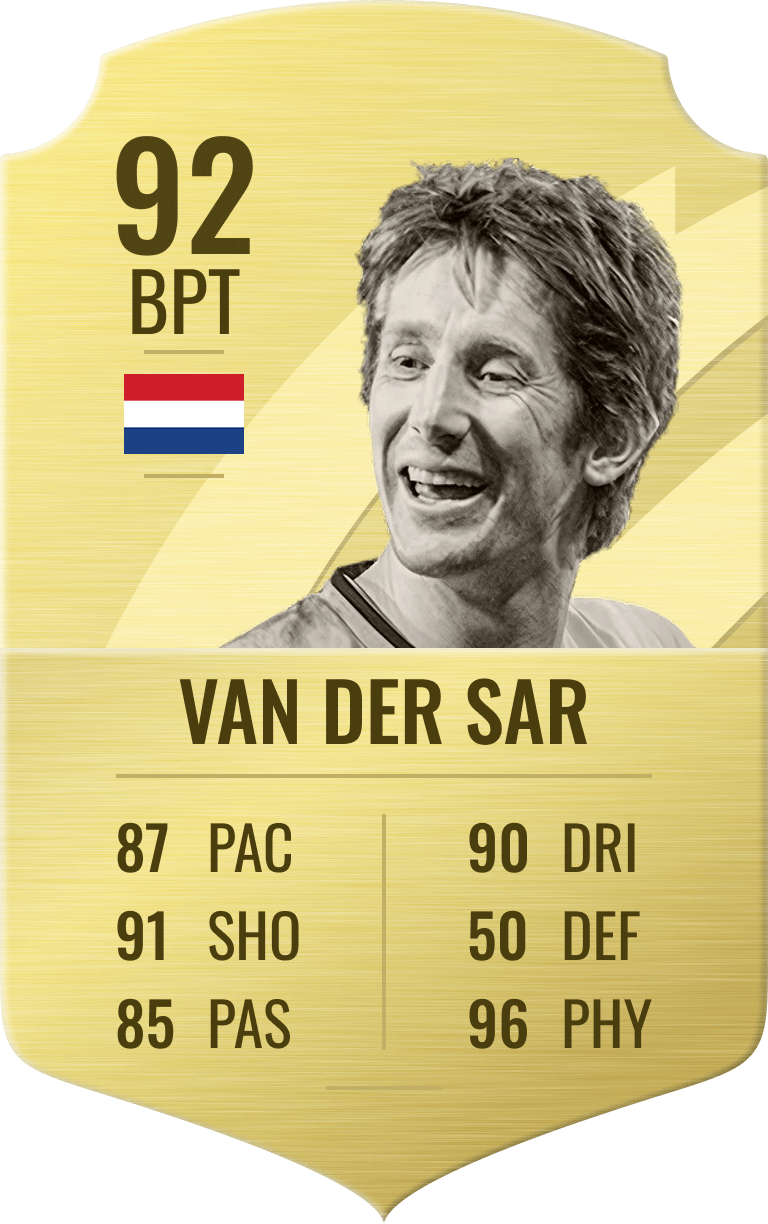 92
BPT
VAN DER SAR
87 PAC
91 SHO
85 PAS
90 DRI
50 DEF
96 PHY